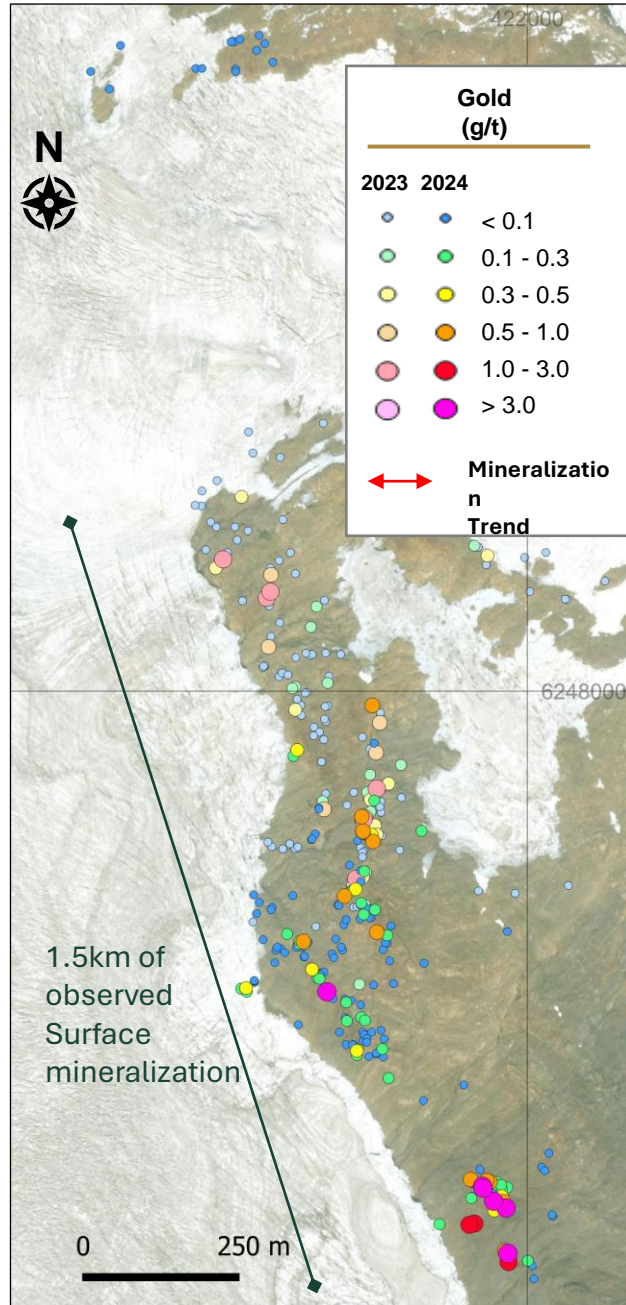 422000
N
Gold
(g/t)
2023 2024
< 0.1
0.1 - 0.3
0.3 - 0.5
0.5 - 1.0
1.0 - 3.0
> 3.0
Mineralizatio
n
Trend
6248000
1.5km of
observed
Surface
mineralization
0 250 m